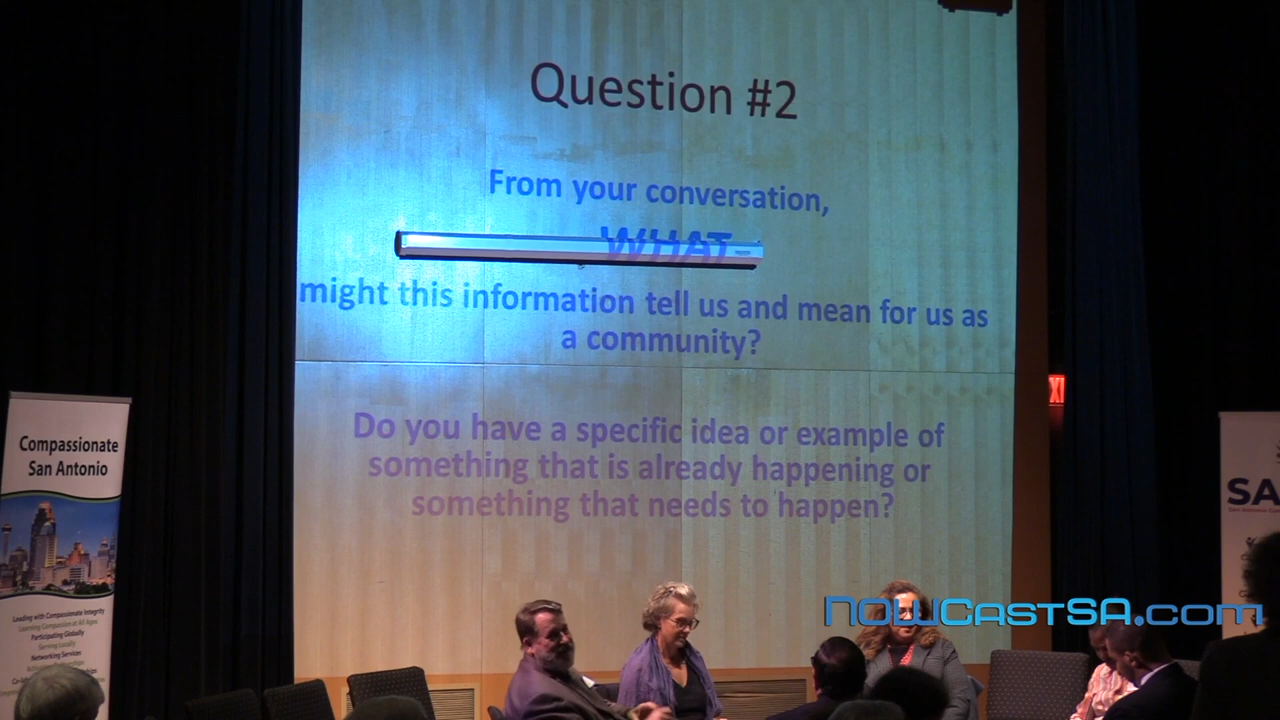 Question #2
From your conversation,
WHAT
might this information tell us and mean for us as
a community?
Do you have a specific idea or example of
something that is already happening or
something that needs to happen?
EXI
Compassionate
San Antonio
Leading with Compassionate Integrity
Learning Compassion at All Ages
Participating Globally
Serving Locally
Networking Services
SA
San Antonio
NOWCastSA.com